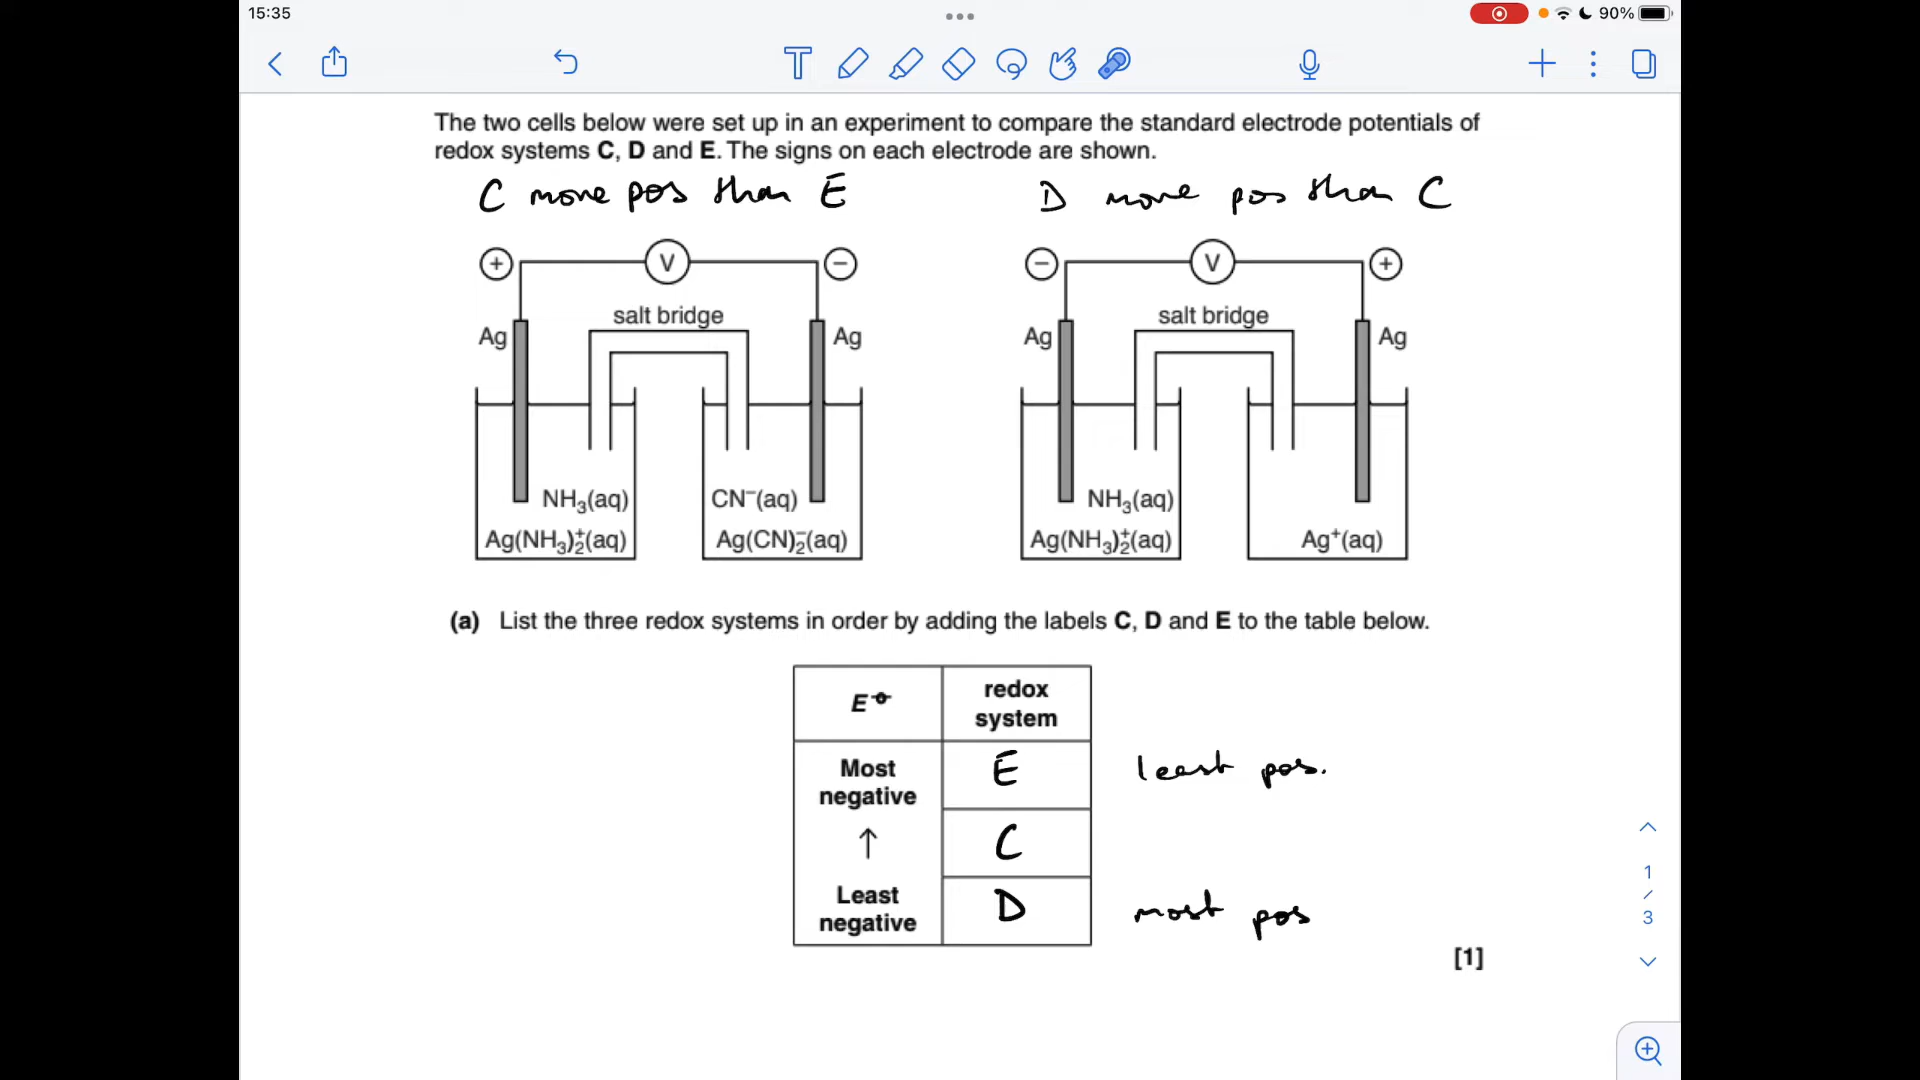 15:35
90%
The two cells below were set up in an experiment to compare the standard electrode potentials of
redox systems C, D and E. The signs on each electrode are shown.
C more pos than E
D more pos than C
+ V −
− V +
salt bridge
salt bridge
Ag Ag
Ag Ag
NH₃(aq) CN⁻(aq)
NH₃(aq)
Ag(NH₃)₂⁺(aq) Ag(CN)₂⁻(aq)
Ag(NH₃)₂⁺(aq) Ag⁺(aq)
(a) List the three redox systems in order by adding the labels C, D and E to the table below.
E⦵ redox
system
Most
negative
E least pos.
↑ C
Least
negative
D most pos
[1]
1
/
3